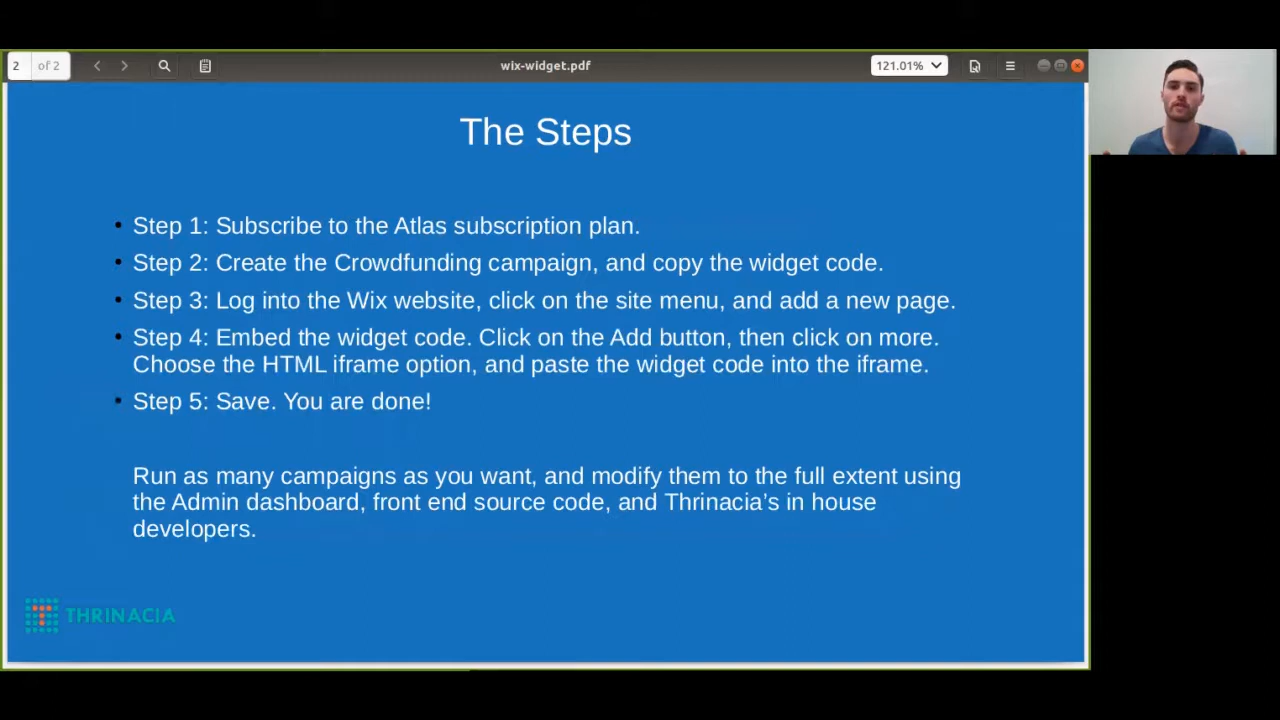 2 of 2
wix-widget.pdf
121.01%
The Steps
• Step 1: Subscribe to the Atlas subscription plan.
• Step 2: Create the Crowdfunding campaign, and copy the widget code.
• Step 3: Log into the Wix website, click on the site menu, and add a new page.
• Step 4: Embed the widget code. Click on the Add button, then click on more.
Choose the HTML iframe option, and paste the widget code into the iframe.
• Step 5: Save. You are done!
Run as many campaigns as you want, and modify them to the full extent using
the Admin dashboard, front end source code, and Thrinacia’s in house
developers.
THRINACIA